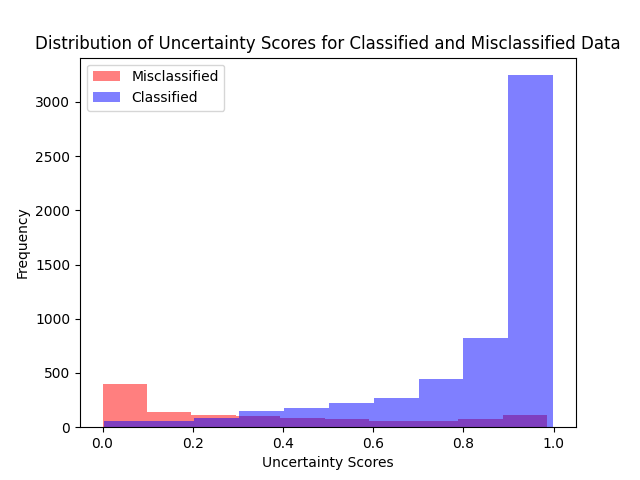 Distribution of Uncertainty Scores for Classified and Misclassified Data
Misclassified
Classified
3000
2500
2000
1500
1000
500
0
Frequency
0.0 0.2 0.4 0.6 0.8 1.0
Uncertainty Scores